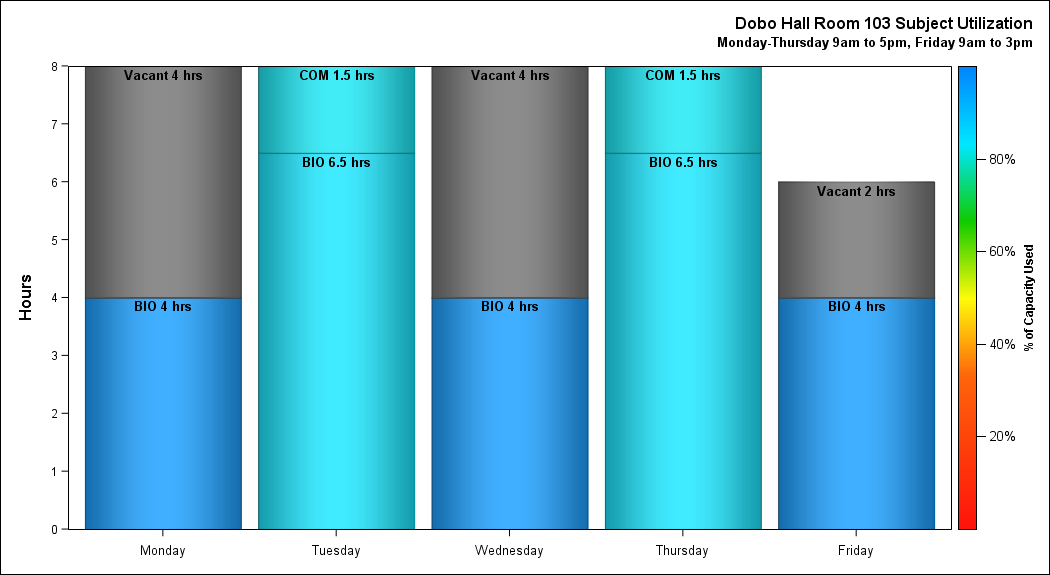 Dobo Hall Room 103 Subject Utilization
Monday-Thursday 9am to 5pm, Friday 9am to 3pm
Hours
8
7
6
5
4
3
2
1
0
Vacant 4 hrs
BIO 4 hrs
COM 1.5 hrs
BIO 6.5 hrs
Vacant 4 hrs
BIO 4 hrs
COM 1.5 hrs
BIO 6.5 hrs
Vacant 2 hrs
BIO 4 hrs
Monday
Tuesday
Wednesday
Thursday
Friday
80%
60%
40%
20%
% of Capacity Used